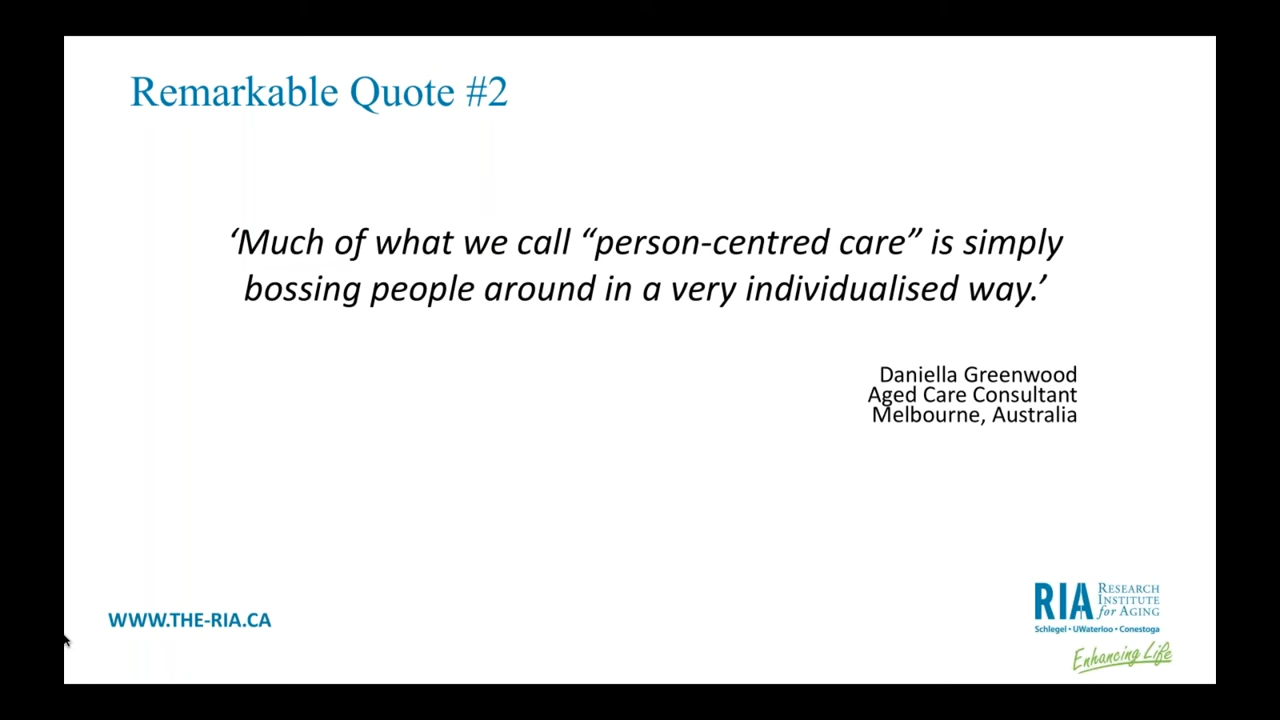 Remarkable Quote #2
‘Much of what we call “person-centred care” is simply
bossing people around in a very individualised way.’
Daniella Greenwood
Aged Care Consultant
Melbourne, Australia
WWW.THE-RIA.CA
RIA
RESEARCH
INSTITUTE
for AGING
Schlegel • UWaterloo • Conestoga
Enhancing Life